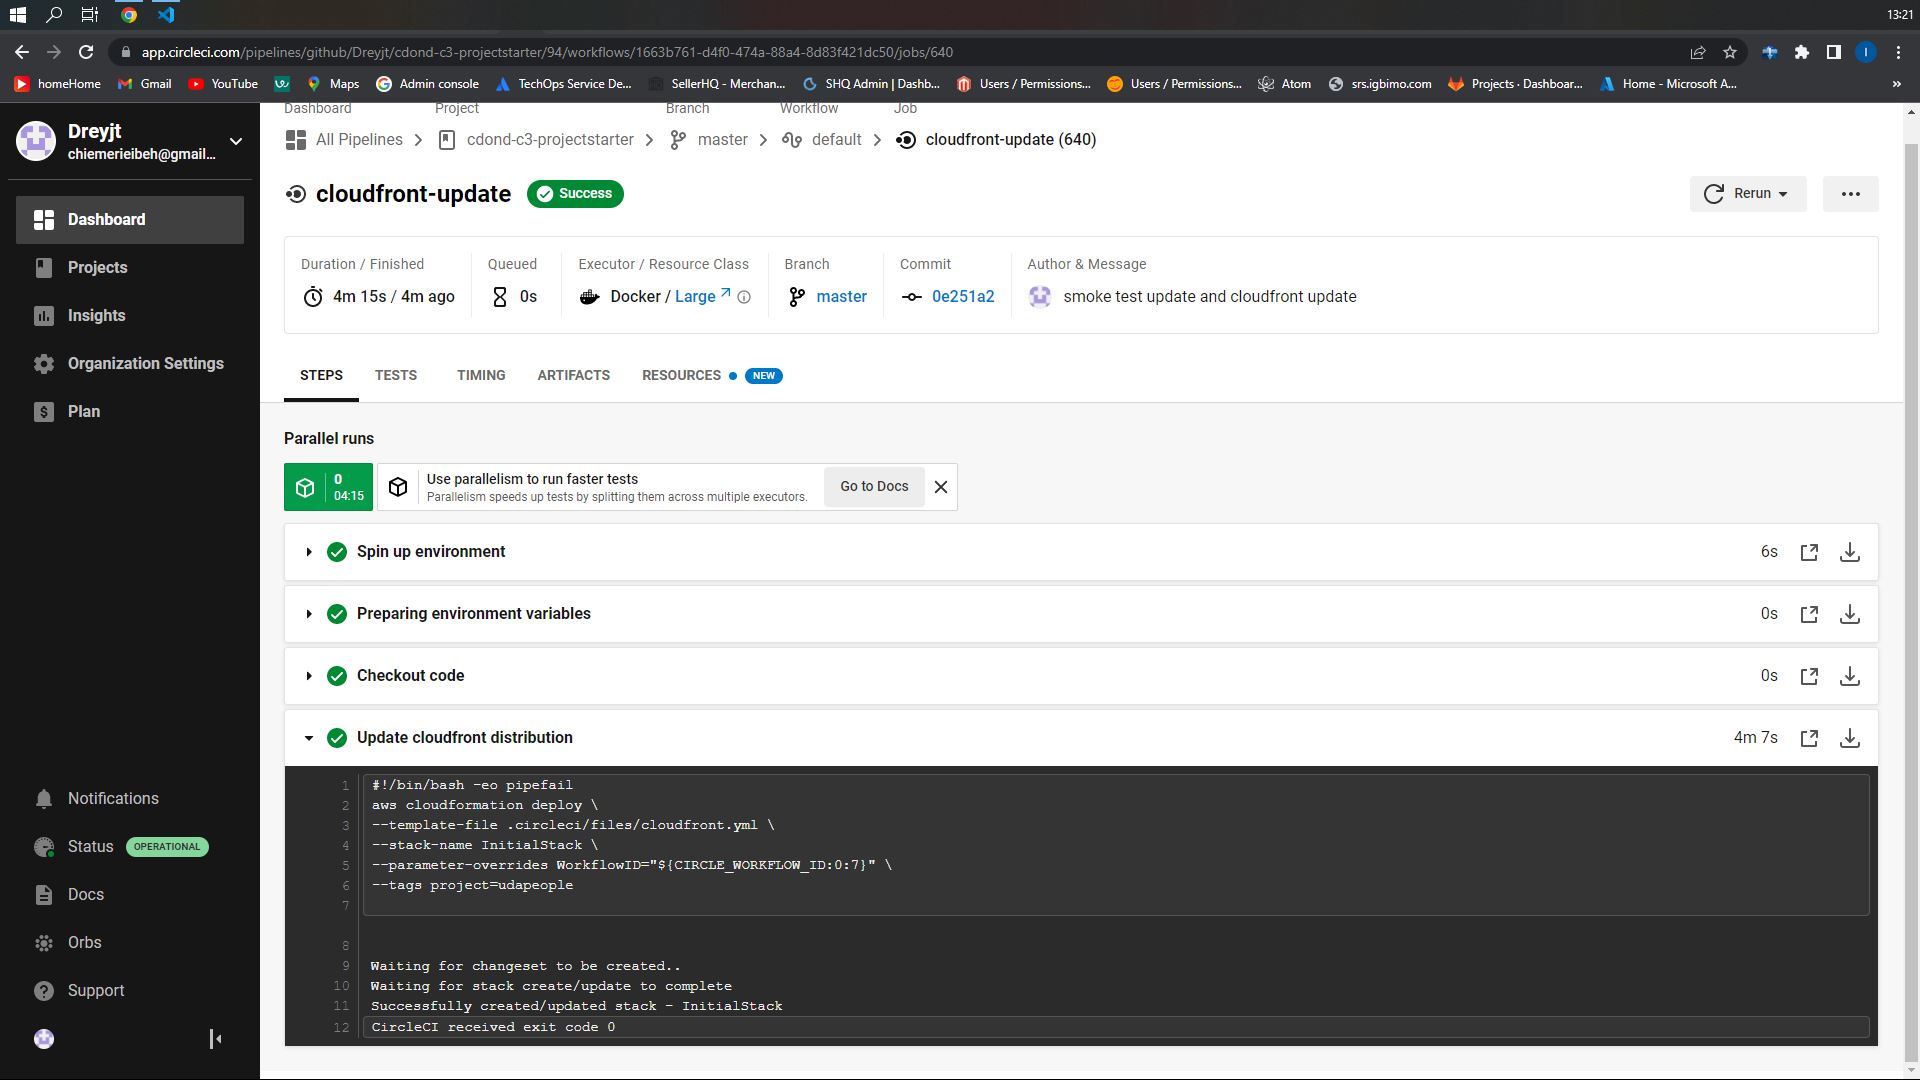 13:21
app.circleci.com/pipelines/github/Dreyjt/cdond-c3-projectstarter/94/workflows/1663b761-d4f0-474a-88a4-8d83f421dc50/jobs/640
homeHome Gmail YouTube Maps Admin console TechOps Service De... SellerHQ - Merchan... SHQ Admin | Dashb... Users / Permissions... Users / Permissions... Atom srs.igbimo.com Projects · Dashboar... Home - Microsoft A... »
Dreyjt
chiemerieibeh@gmail...
Dashboard
Projects
Insights
Organization Settings
Plan
Notifications
Status OPERATIONAL
Docs
Orbs
Support
Dashboard Project Branch Workflow Job
All Pipelines cdond-c3-projectstarter master default cloudfront-update (640)
cloudfront-update Success Rerun
Duration / Finished Queued Executor / Resource Class Branch Commit Author & Message
4m 15s / 4m ago 0s Docker / Large master 0e251a2 smoke test update and cloudfront update
STEPS TESTS TIMING ARTIFACTS RESOURCES NEW
Parallel runs
0
04:15
Use parallelism to run faster tests
Parallelism speeds up tests by splitting them across multiple executors.
Go to Docs
Spin up environment 6s
Preparing environment variables 0s
Checkout code 0s
Update cloudfront distribution 4m 7s
1 #!/bin/bash -eo pipefail
2 aws cloudformation deploy \
3 --template-file .circleci/files/cloudfront.yml \
4 --stack-name InitialStack \
5 --parameter-overrides WorkflowID="${CIRCLE_WORKFLOW_ID:0:7}" \
6 --tags project=udapeople
7
8
9 Waiting for changeset to be created..
10 Waiting for stack create/update to complete
11 Successfully created/updated stack - InitialStack
12 CircleCI received exit code 0